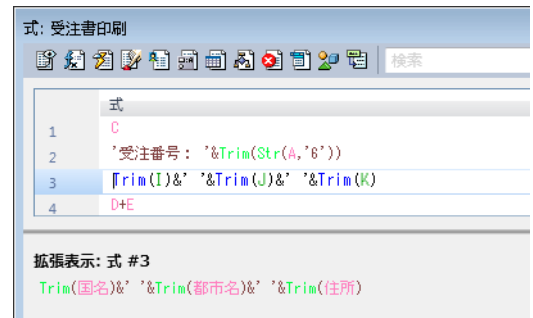 式: 受注書印刷
検索
式
1 C
2 '受注番号： '&Trim(Str(A,'6'))
3 Trim(I)&' '&Trim(J)&' '&Trim(K)
4 D+E
拡張表示: 式 #3
Trim(国名)&' '&Trim(都市名)&' '&Trim(住所)